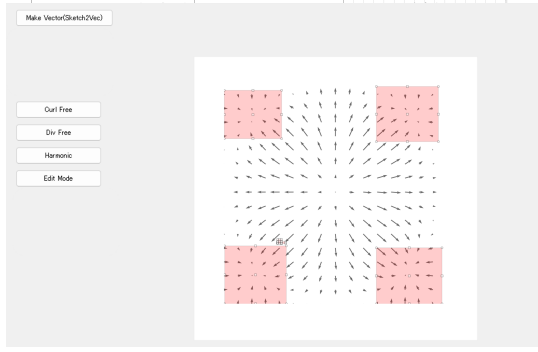 Make Vector(Sketch2Vec)
Curl Free
Div Free
Harmonic
Edit Mode